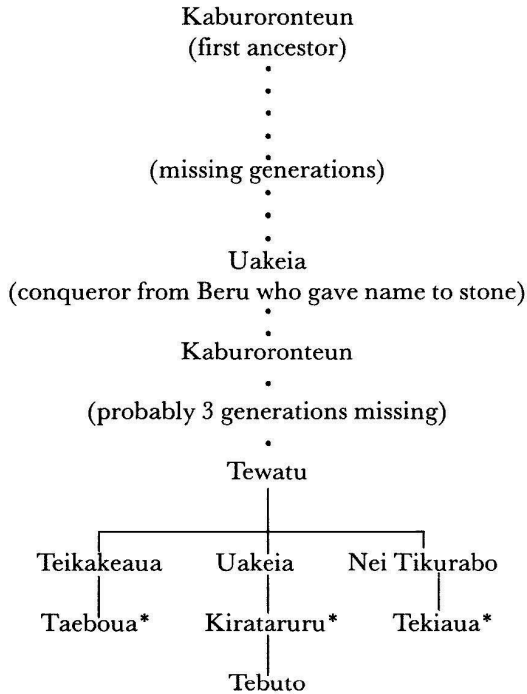 Kaburoronteun
(first ancestor)
(missing generations)
Uakeia
(conqueror from Beru who gave name to stone)
Kaburoronteun
(probably 3 generations missing)
Tewatu
Teikakeaua Uakeia Nei Tikurabo
Taeboua* Kirataruru* Tekiaua*
Tebuto